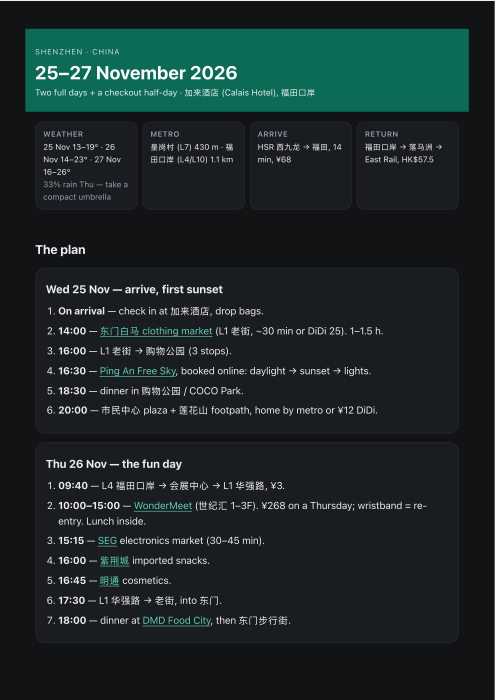 SHENZHEN · CHINA
25–27 November 2026
Two full days + a checkout half-day · 加来酒店 (Calais Hotel), 福田口岸
WEATHER
25 Nov 13–19° · 26
Nov 14–23° · 27 Nov
16–26°
33% rain Thu — take a
compact umbrella
METRO
皇岗村 (L7) 430 m · 福
田口岸 (L4/L10) 1.1 km
ARRIVE
HSR 西九龙 → 福田, 14
min, ¥68
RETURN
福田口岸 → 落马洲 →
East Rail, HK$57.5
The plan
Wed 25 Nov — arrive, first sunset
1. On arrival — check in at 加来酒店, drop bags.
2. 14:00 — 东门白马 clothing market (L1 老街, ~30 min or DiDi 25). 1–1.5 h.
3. 16:00 — L1 老街 → 购物公园 (3 stops).
4. 16:30 — Ping An Free Sky, booked online: daylight → sunset → lights.
5. 18:30 — dinner in 购物公园 / COCO Park.
6. 20:00 — 市民中心 plaza + 莲花山 footpath, home by metro or ¥12 DiDi.
Thu 26 Nov — the fun day
1. 09:40 — L4 福田口岸 → 会展中心 → L1 华强路, ¥3.
2. 10:00–15:00 — WonderMeet (世纪汇 1–3F). ¥268 on a Thursday; wristband = re-
entry. Lunch inside.
3. 15:15 — SEG electronics market (30–45 min).
4. 16:00 — 紫荆城 imported snacks.
5. 16:45 — 明通 cosmetics.
6. 17:30 — L1 华强路 → 老街, into 东门.
7. 18:00 — dinner at DMD Food City, then 东门步行街.